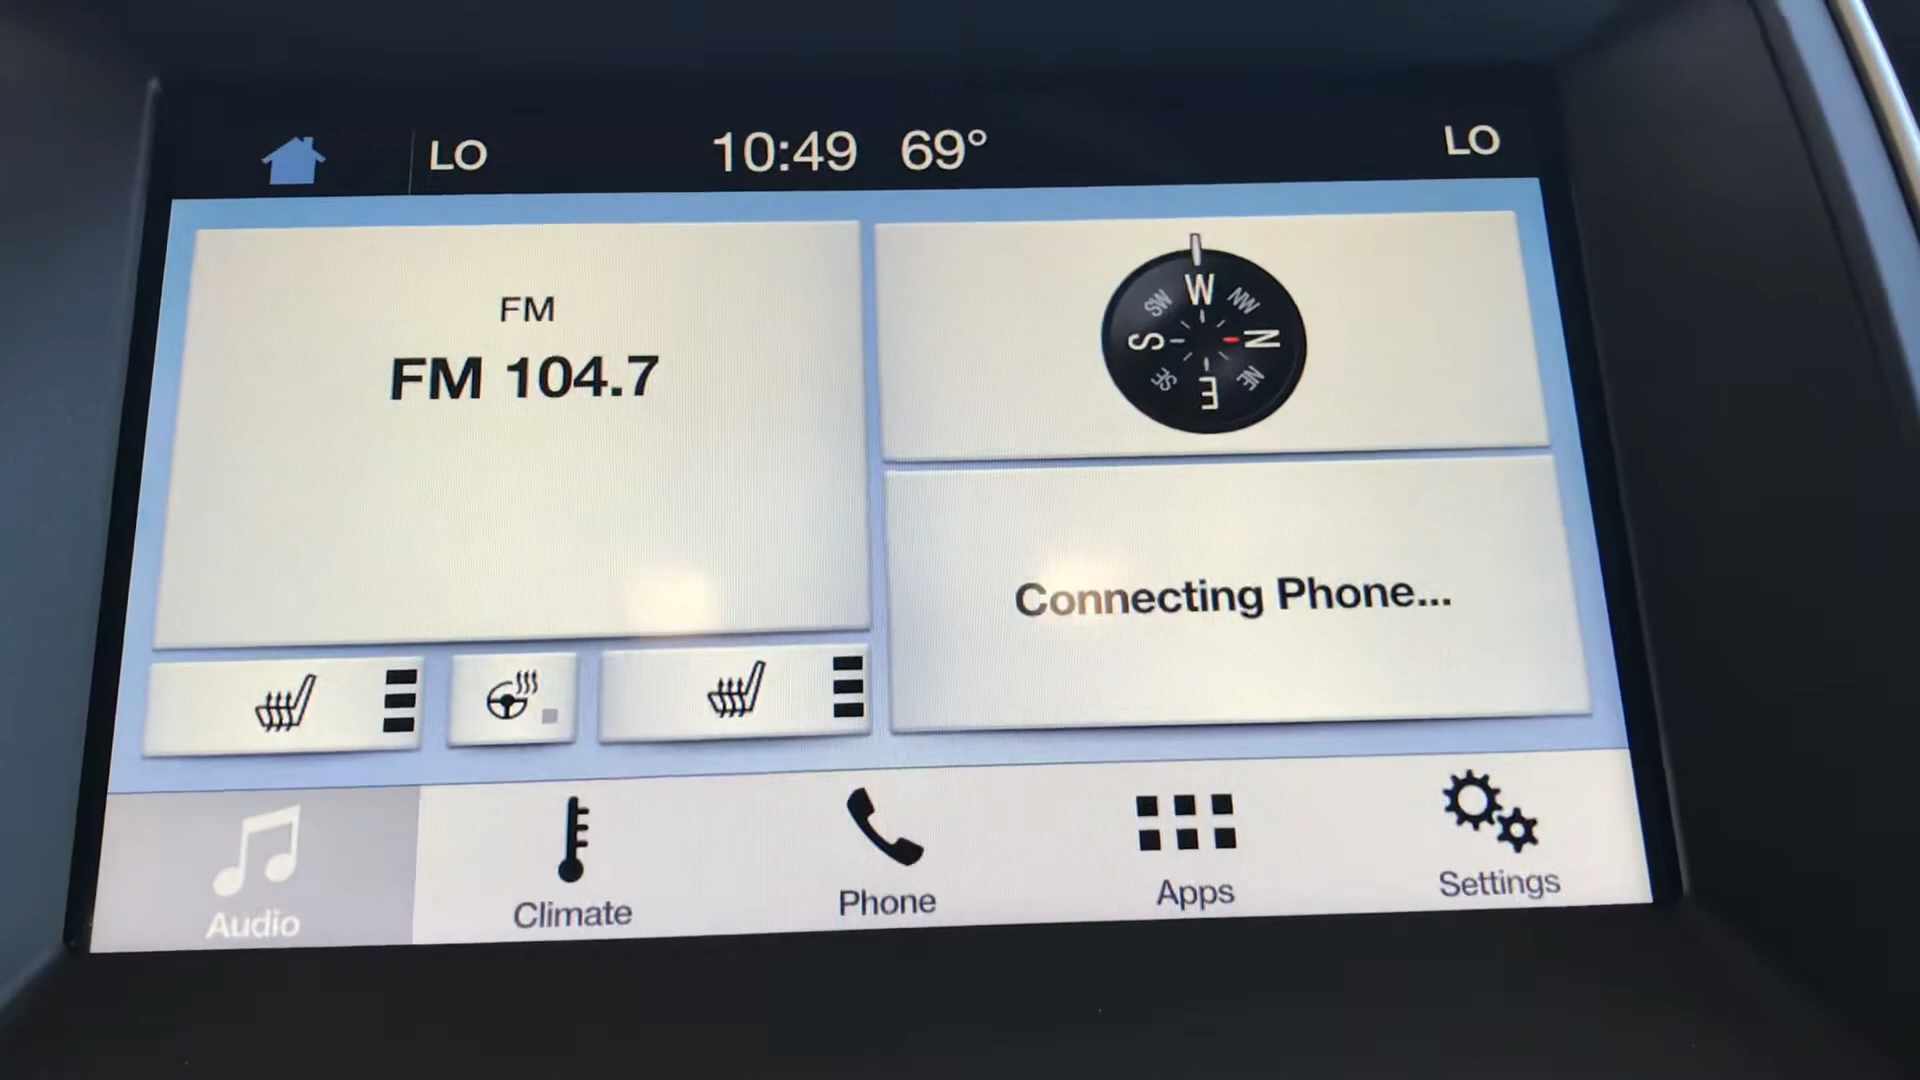 LO 10:49 69° LO
FM
FM 104.7
W
SW NW
S N
SE NE
E
Connecting Phone...
Audio
Climate
Phone
Apps
Settings